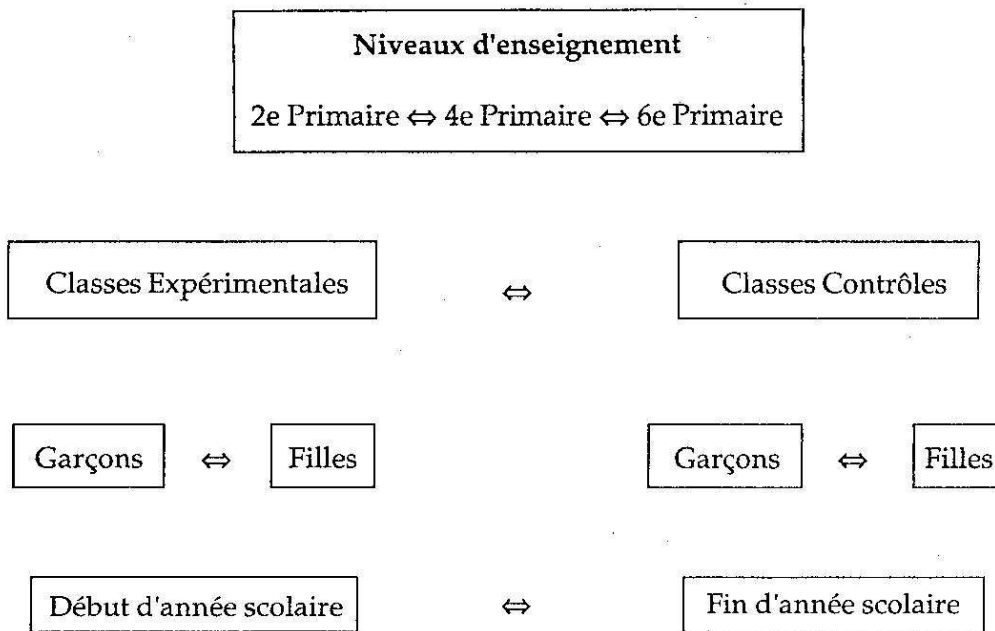 Niveaux d'enseignement
2e Primaire ⇔ 4e Primaire ⇔ 6e Primaire
Classes Expérimentales ⇔ Classes Contrôles
Garçons ⇔ Filles Garçons ⇔ Filles
Début d'année scolaire ⇔ Fin d'année scolaire